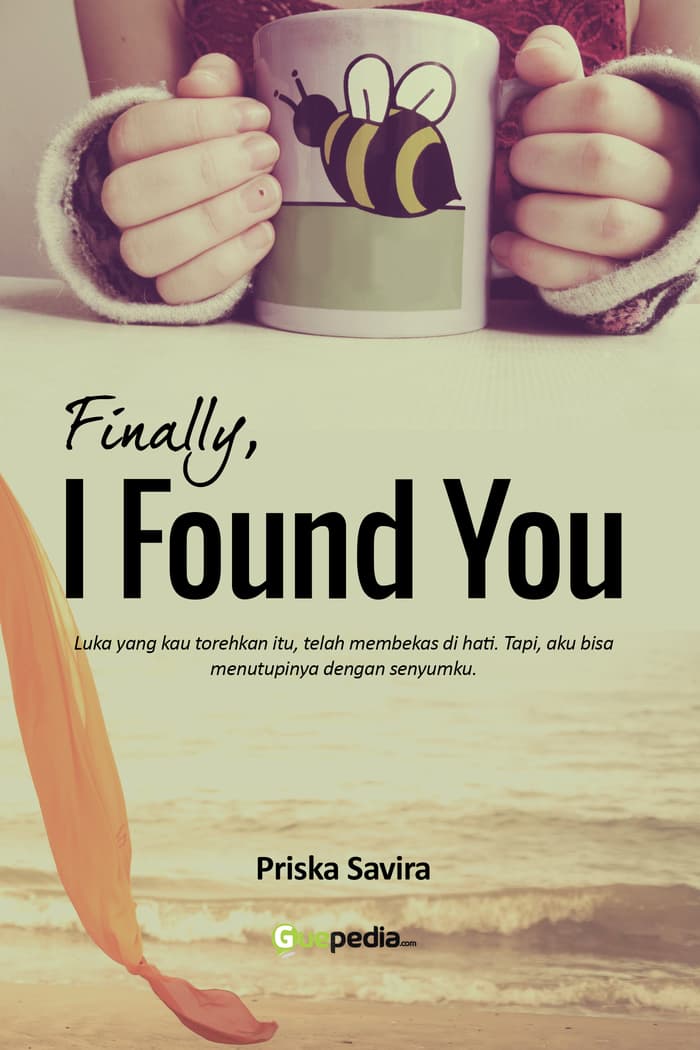 Finally,
I Found You
Luka yang kau torehkan itu, telah membekas di hati. Tapi, aku bisa
menutupinya dengan senyumku.
Priska Savira
Guepedia.com